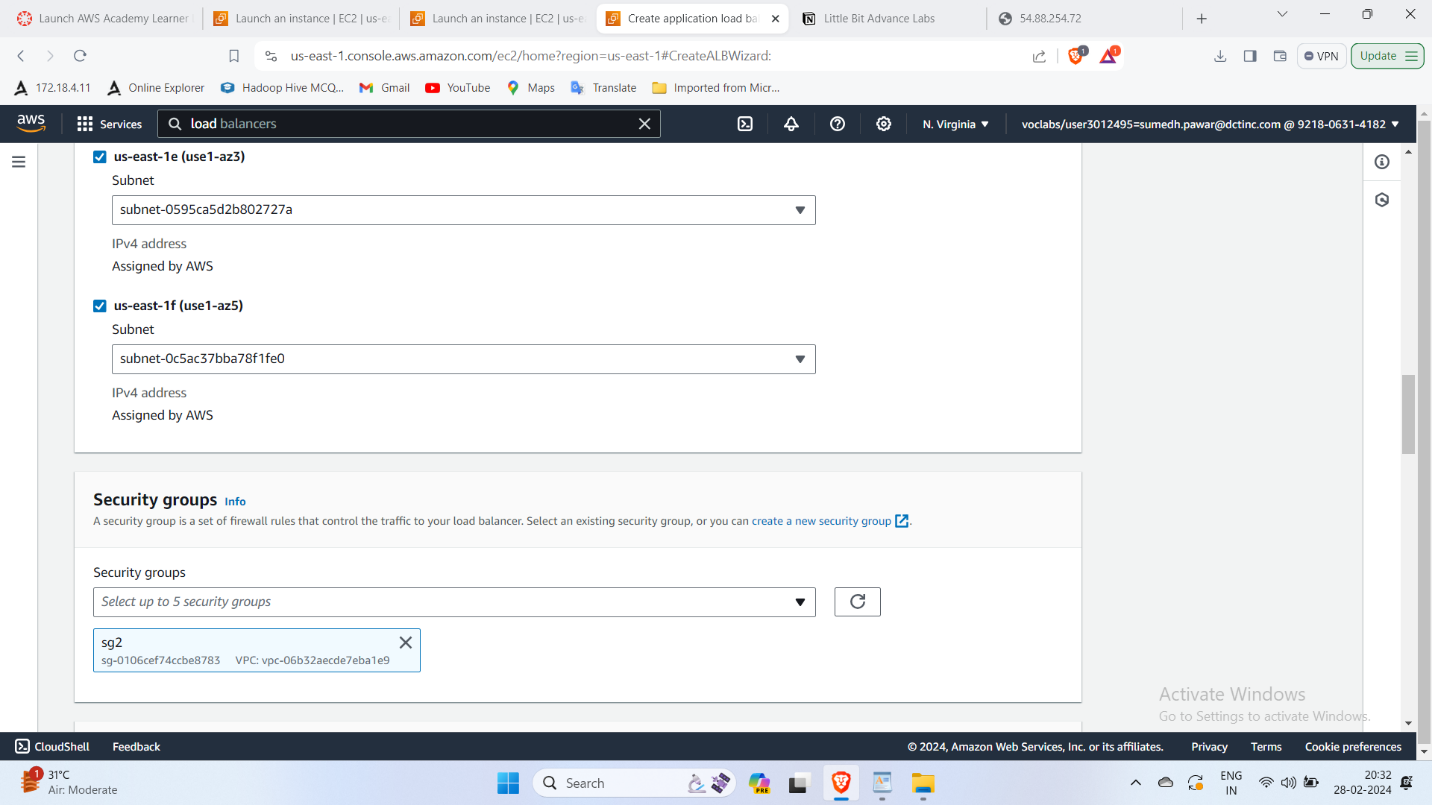 Launch AWS Academy Learner
Launch an instance | EC2 | us-ea
Launch an instance | EC2 | us-e
Create application load ba
Little Bit Advance Labs
54.88.254.72
us-east-1.console.aws.amazon.com/ec2/home?region=us-east-1#CreateALBWizard:
1
1
VPN
Update
172.18.4.11
Online Explorer
Hadoop Hive MCQ...
Gmail
YouTube
Maps
Translate
Imported from Micr...
aws
Services
load balancers
N. Virginia
voclabs/user3012495=sumedh.pawar@dctinc.com @ 9218-0631-4182
us-east-1e (use1-az3)
Subnet
subnet-0595ca5d2b802727a
IPv4 address
Assigned by AWS
us-east-1f (use1-az5)
Subnet
subnet-0c5ac37bba78f1fe0
IPv4 address
Assigned by AWS
Security groups Info
A security group is a set of firewall rules that control the traffic to your load balancer. Select an existing security group, or you can create a new security group .
Security groups
Select up to 5 security groups
sg2
sg-0106cef74ccbe8783 VPC: vpc-06b32aecde7eba1e9
Activate Windows
Go to Settings to activate Windows.
CloudShell
Feedback
© 2024, Amazon Web Services, Inc. or its affiliates.
Privacy
Terms
Cookie preferences
1
31°C
Air: Moderate
Search
PRE
ENG
IN
20:32
28-02-2024